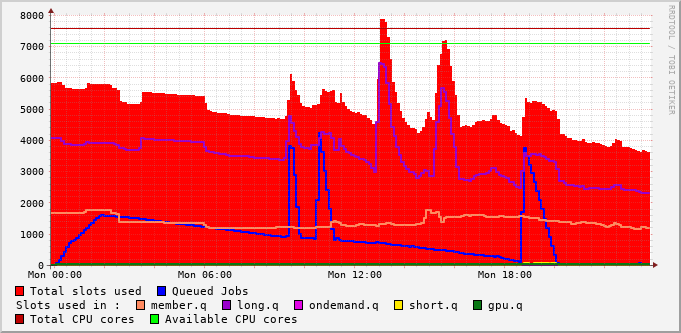 RRDTOOL / TOBI OETIKER
8000
7000
6000
5000
4000
3000
2000
1000
0
Mon 00:00 Mon 06:00 Mon 12:00 Mon 18:00
Total slots used Queued Jobs
Slots used in : member.q long.q ondemand.q short.q gpu.q
Total CPU cores Available CPU cores